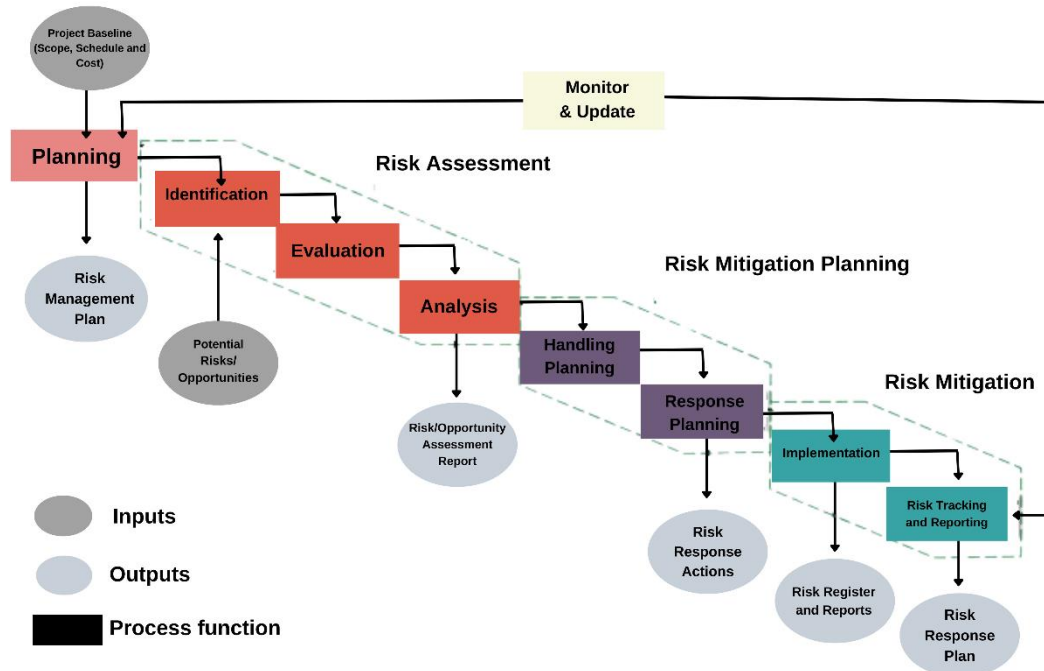 Project Baseline
(Scope, Schedule and
Cost)
Monitor
& Update
Planning
Risk Assessment
Identification
Evaluation
Risk Mitigation Planning
Risk
Management
Plan
Analysis
Potential
Risks/
Opportunities
Handling
Planning
Risk Mitigation
Response
Planning
Risk/Opportunity
Assessment
Report
Implementation
Inputs
Risk Tracking
and Reporting
Risk
Response
Actions
Outputs
Risk Register
and Reports
Process function
Risk
Response
Plan